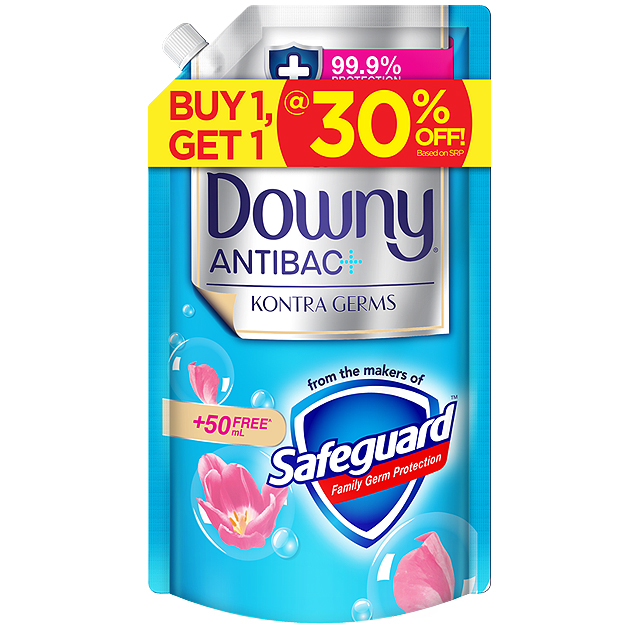 99.9%
PROTECTION
BUY 1,
GET 1
@ 30% OFF!
Based on SRP
Downy®
ANTIBAC+
KONTRA GERMS
from the makers of
Safeguard™
Family Germ Protection
+50 mL FREE^